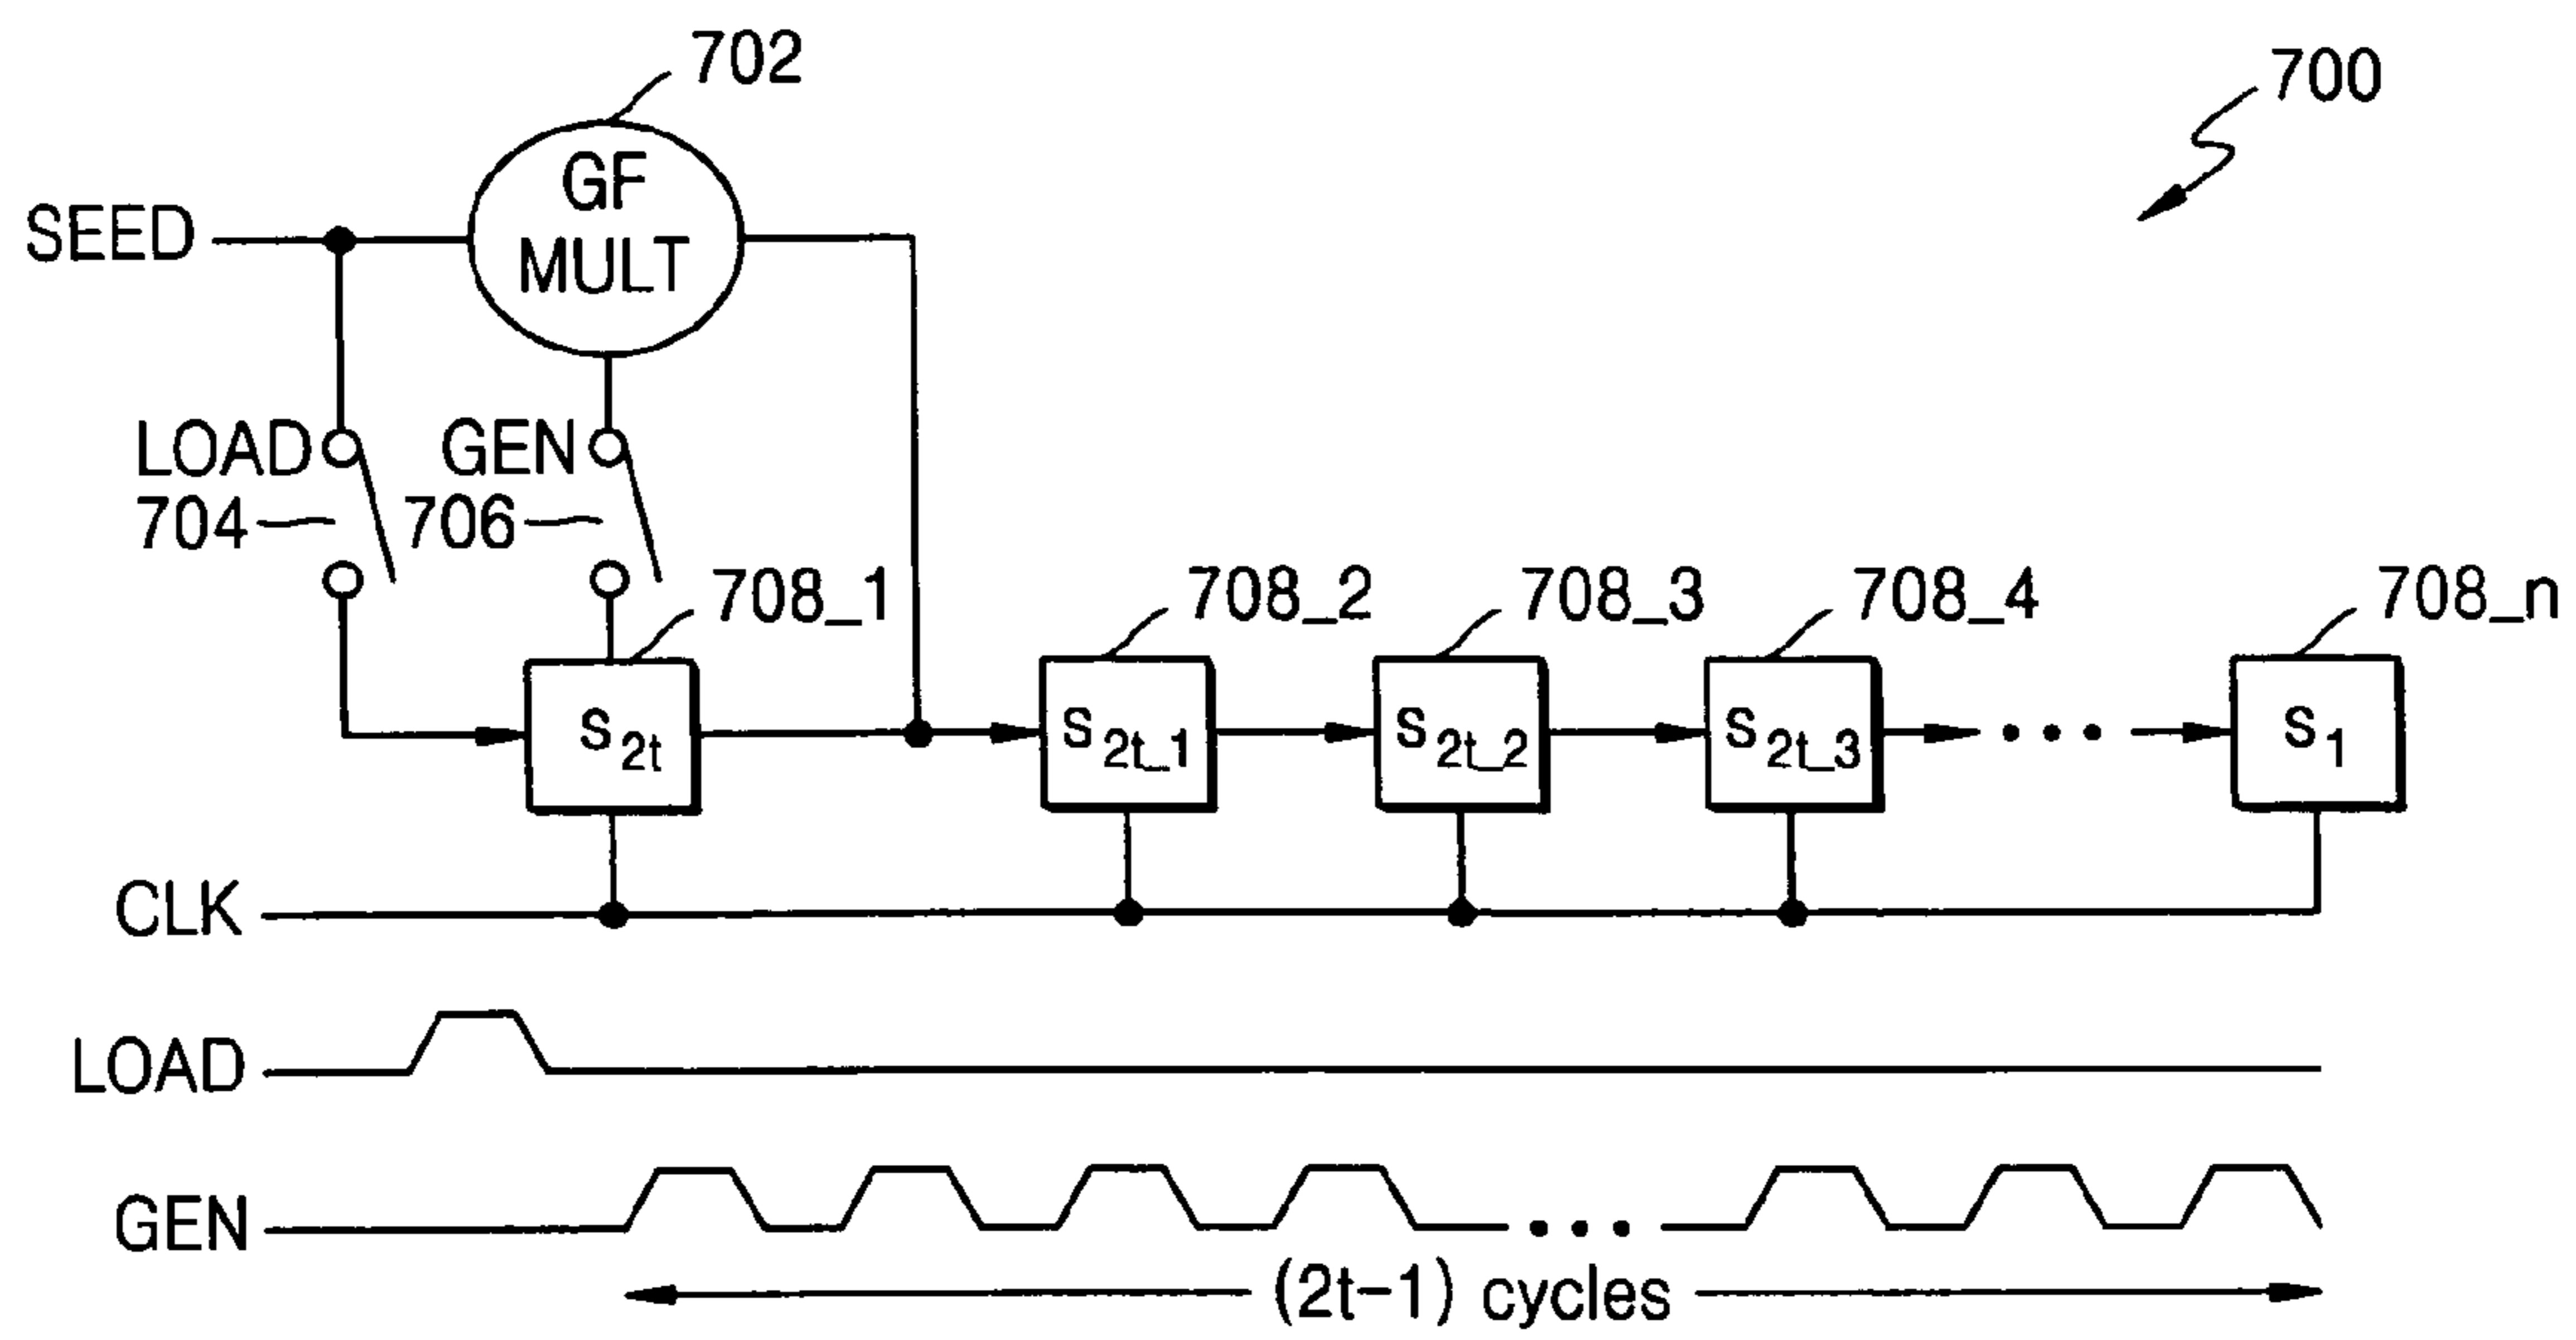 702
700
GF
MULT
SEED
LOAD
GEN
704
706
708_1
708_2
708_3
708_4
708_n
S2t
S2t_1
S2t_2
S2t_3
S1
CLK
LOAD
GEN
(2t-1) cycles